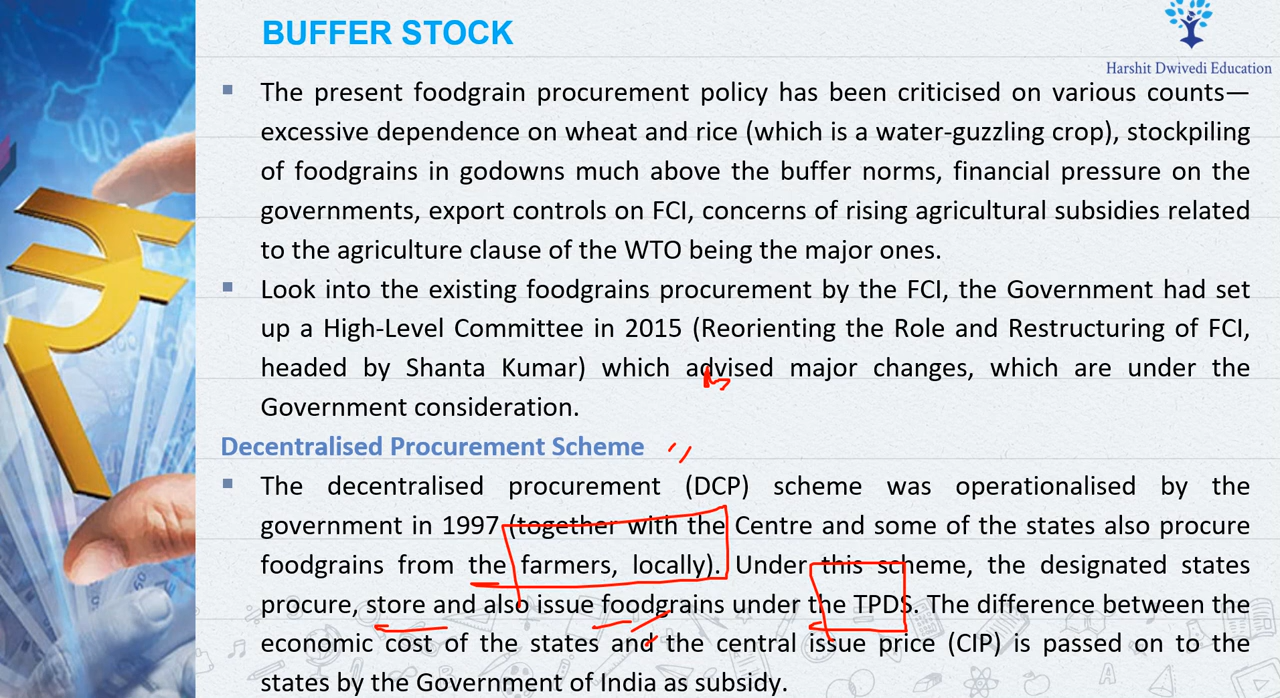 BUFFER STOCK
Harshit Dwivedi Education
▪ The present foodgrain procurement policy has been criticised on various counts—
excessive dependence on wheat and rice (which is a water-guzzling crop), stockpiling
of foodgrains in godowns much above the buffer norms, financial pressure on the
governments, export controls on FCI, concerns of rising agricultural subsidies related
to the agriculture clause of the WTO being the major ones.
▪ Look into the existing foodgrains procurement by the FCI, the Government had set
up a High-Level Committee in 2015 (Reorienting the Role and Restructuring of FCI,
headed by Shanta Kumar) which advised major changes, which are under the
Government consideration.
Decentralised Procurement Scheme
▪ The decentralised procurement (DCP) scheme was operationalised by the
government in 1997 (together with the Centre and some of the states also procure
foodgrains from the farmers, locally). Under this scheme, the designated states
procure, store and also issue foodgrains under the TPDS. The difference between the
economic cost of the states and the central issue price (CIP) is passed on to the
states by the Government of India as subsidy.